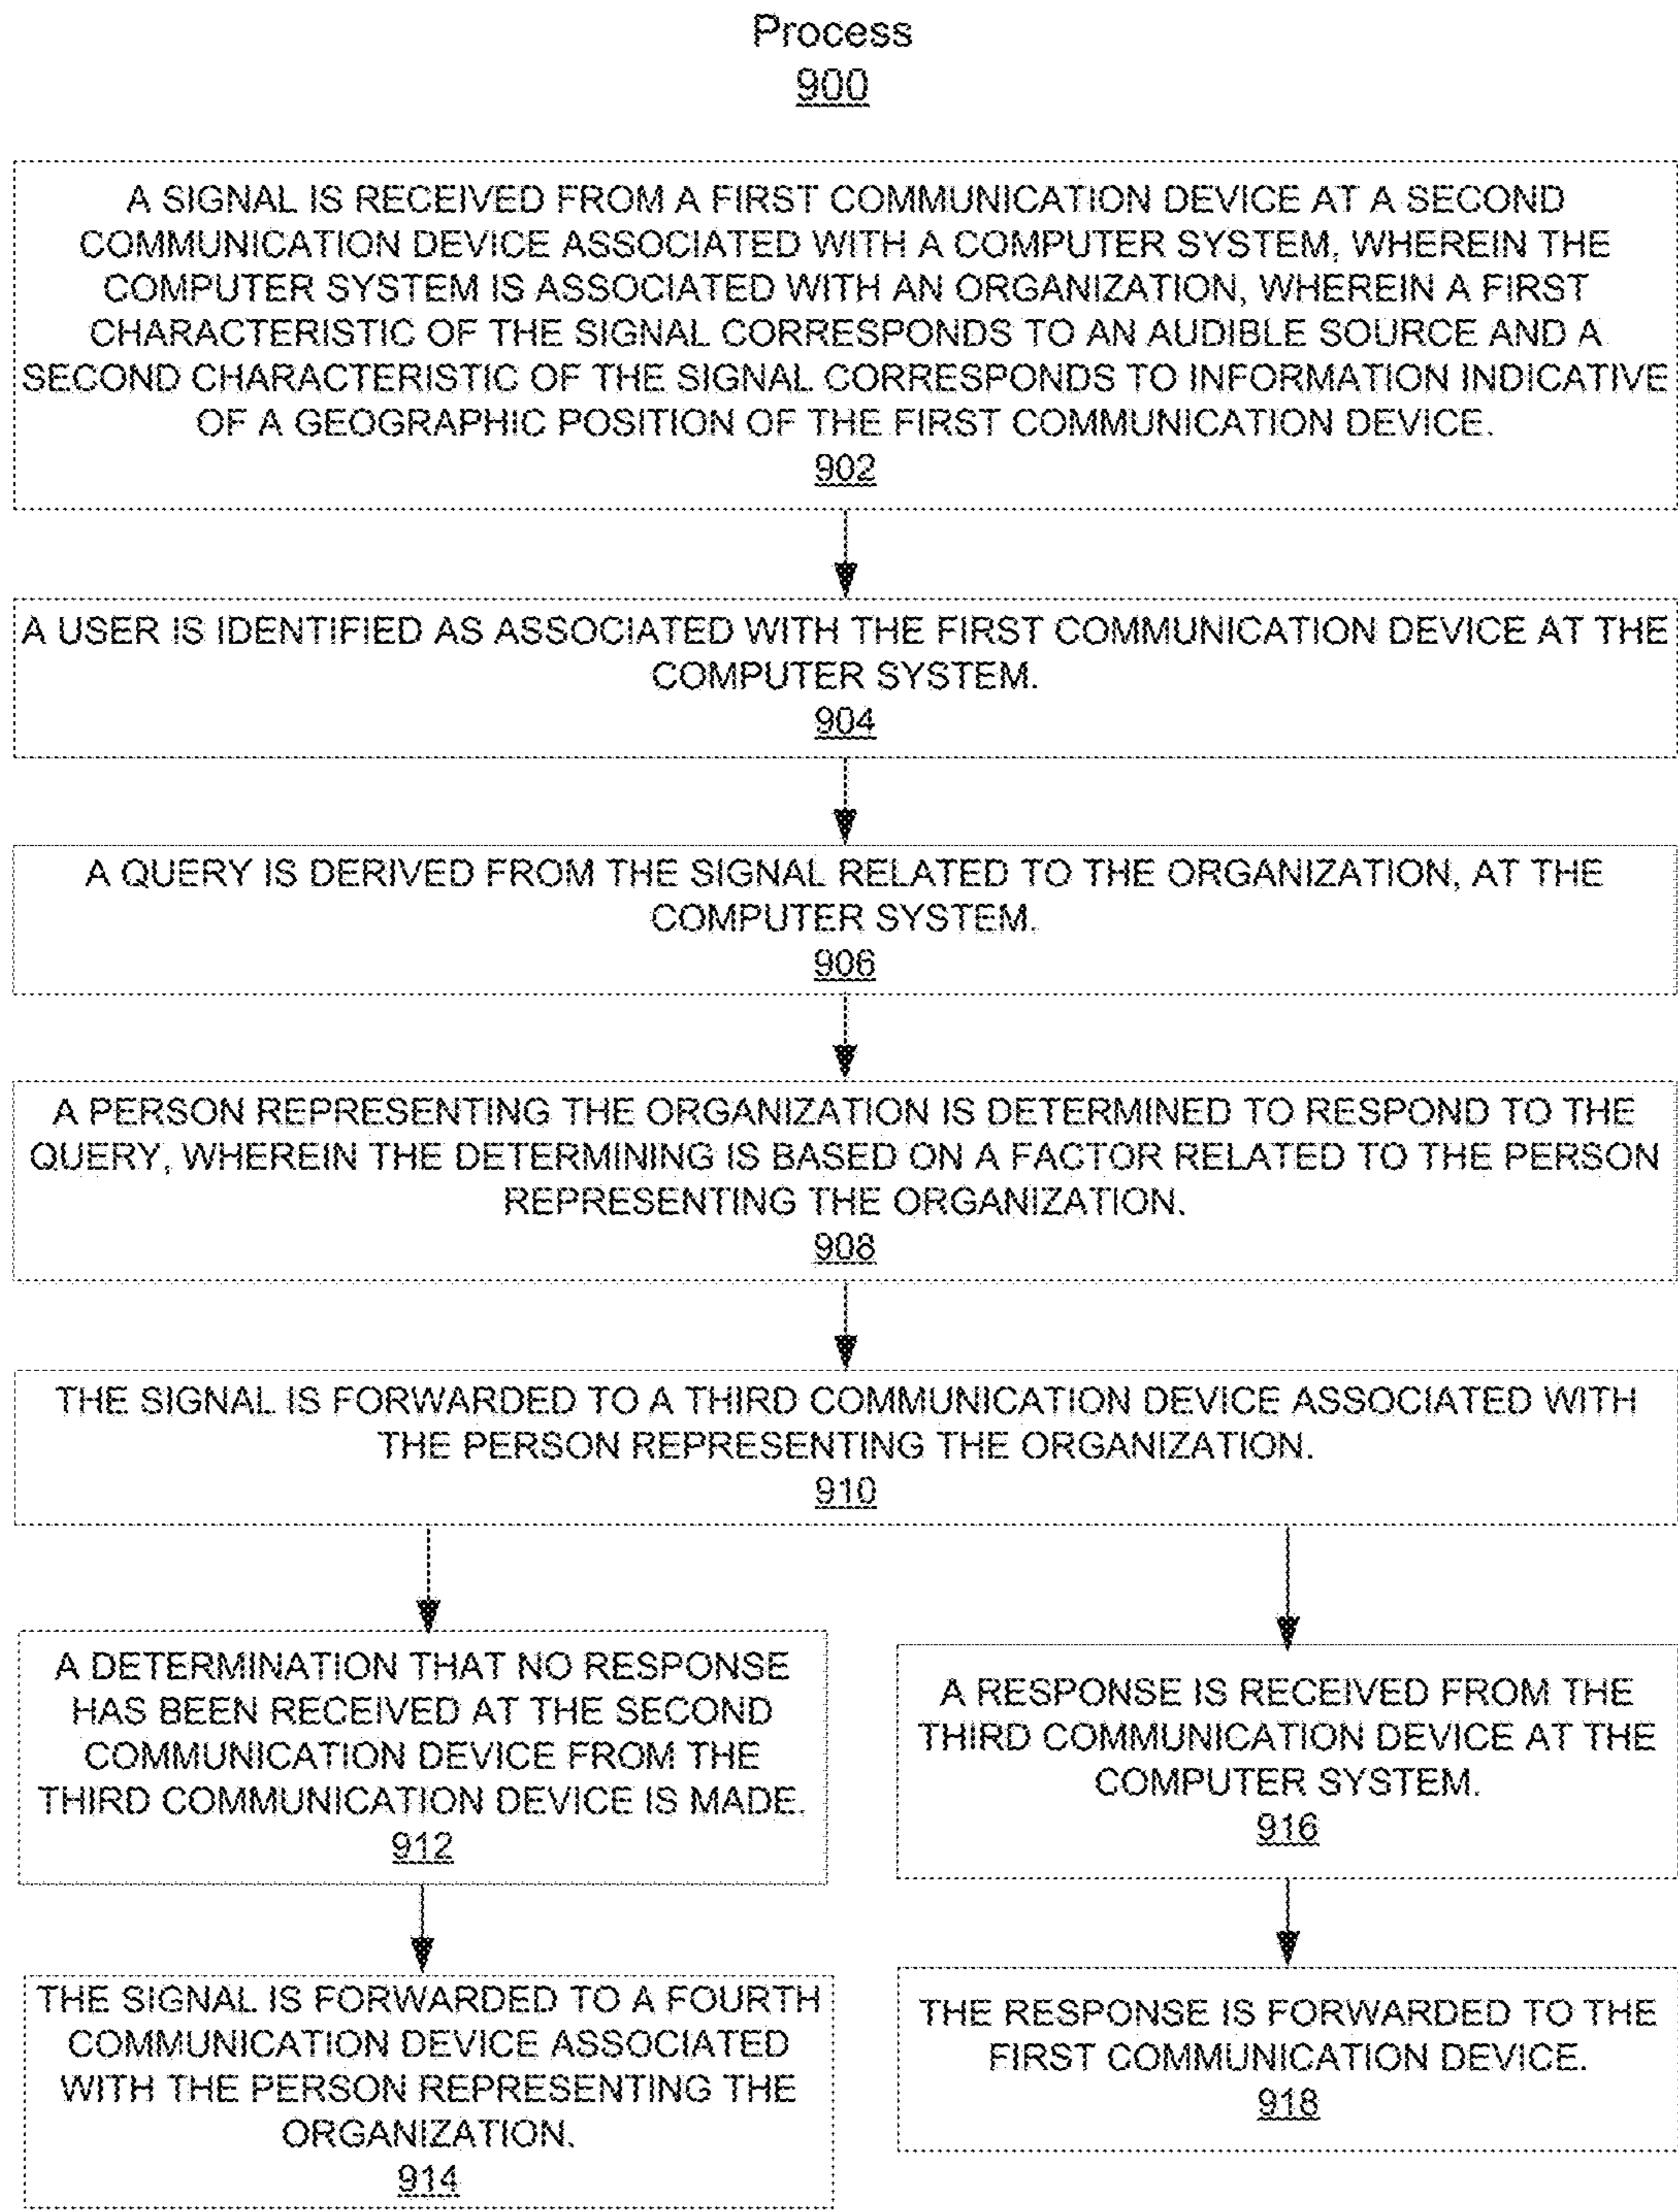 Process
900
A SIGNAL IS RECEIVED FROM A FIRST COMMUNICATION DEVICE AT A SECOND
COMMUNICATION DEVICE ASSOCIATED WITH A COMPUTER SYSTEM, WHEREIN THE
COMPUTER SYSTEM IS ASSOCIATED WITH AN ORGANIZATION, WHEREIN A FIRST
CHARACTERISTIC OF THE SIGNAL CORRESPONDS TO AN AUDIBLE SOURCE AND A
SECOND CHARACTERISTIC OF THE SIGNAL CORRESPONDS TO INFORMATION INDICATIVE
OF A GEOGRAPHIC POSITION OF THE FIRST COMMUNICATION DEVICE.
902
A USER IS IDENTIFIED AS ASSOCIATED WITH THE FIRST COMMUNICATION DEVICE AT THE
COMPUTER SYSTEM.
904
A QUERY IS DERIVED FROM THE SIGNAL RELATED TO THE ORGANIZATION, AT THE
COMPUTER SYSTEM.
906
A PERSON REPRESENTING THE ORGANIZATION IS DETERMINED TO RESPOND TO THE
QUERY, WHEREIN THE DETERMINING IS BASED ON A FACTOR RELATED TO THE PERSON
REPRESENTING THE ORGANIZATION.
908
THE SIGNAL IS FORWARDED TO A THIRD COMMUNICATION DEVICE ASSOCIATED WITH
THE PERSON REPRESENTING THE ORGANIZATION.
910
A DETERMINATION THAT NO RESPONSE
HAS BEEN RECEIVED AT THE SECOND
COMMUNICATION DEVICE FROM THE
THIRD COMMUNICATION DEVICE IS MADE.
912
THE SIGNAL IS FORWARDED TO A FOURTH
COMMUNICATION DEVICE ASSOCIATED
WITH THE PERSON REPRESENTING THE
ORGANIZATION.
914
A RESPONSE IS RECEIVED FROM THE
THIRD COMMUNICATION DEVICE AT THE
COMPUTER SYSTEM.
916
THE RESPONSE IS FORWARDED TO THE
FIRST COMMUNICATION DEVICE.
918